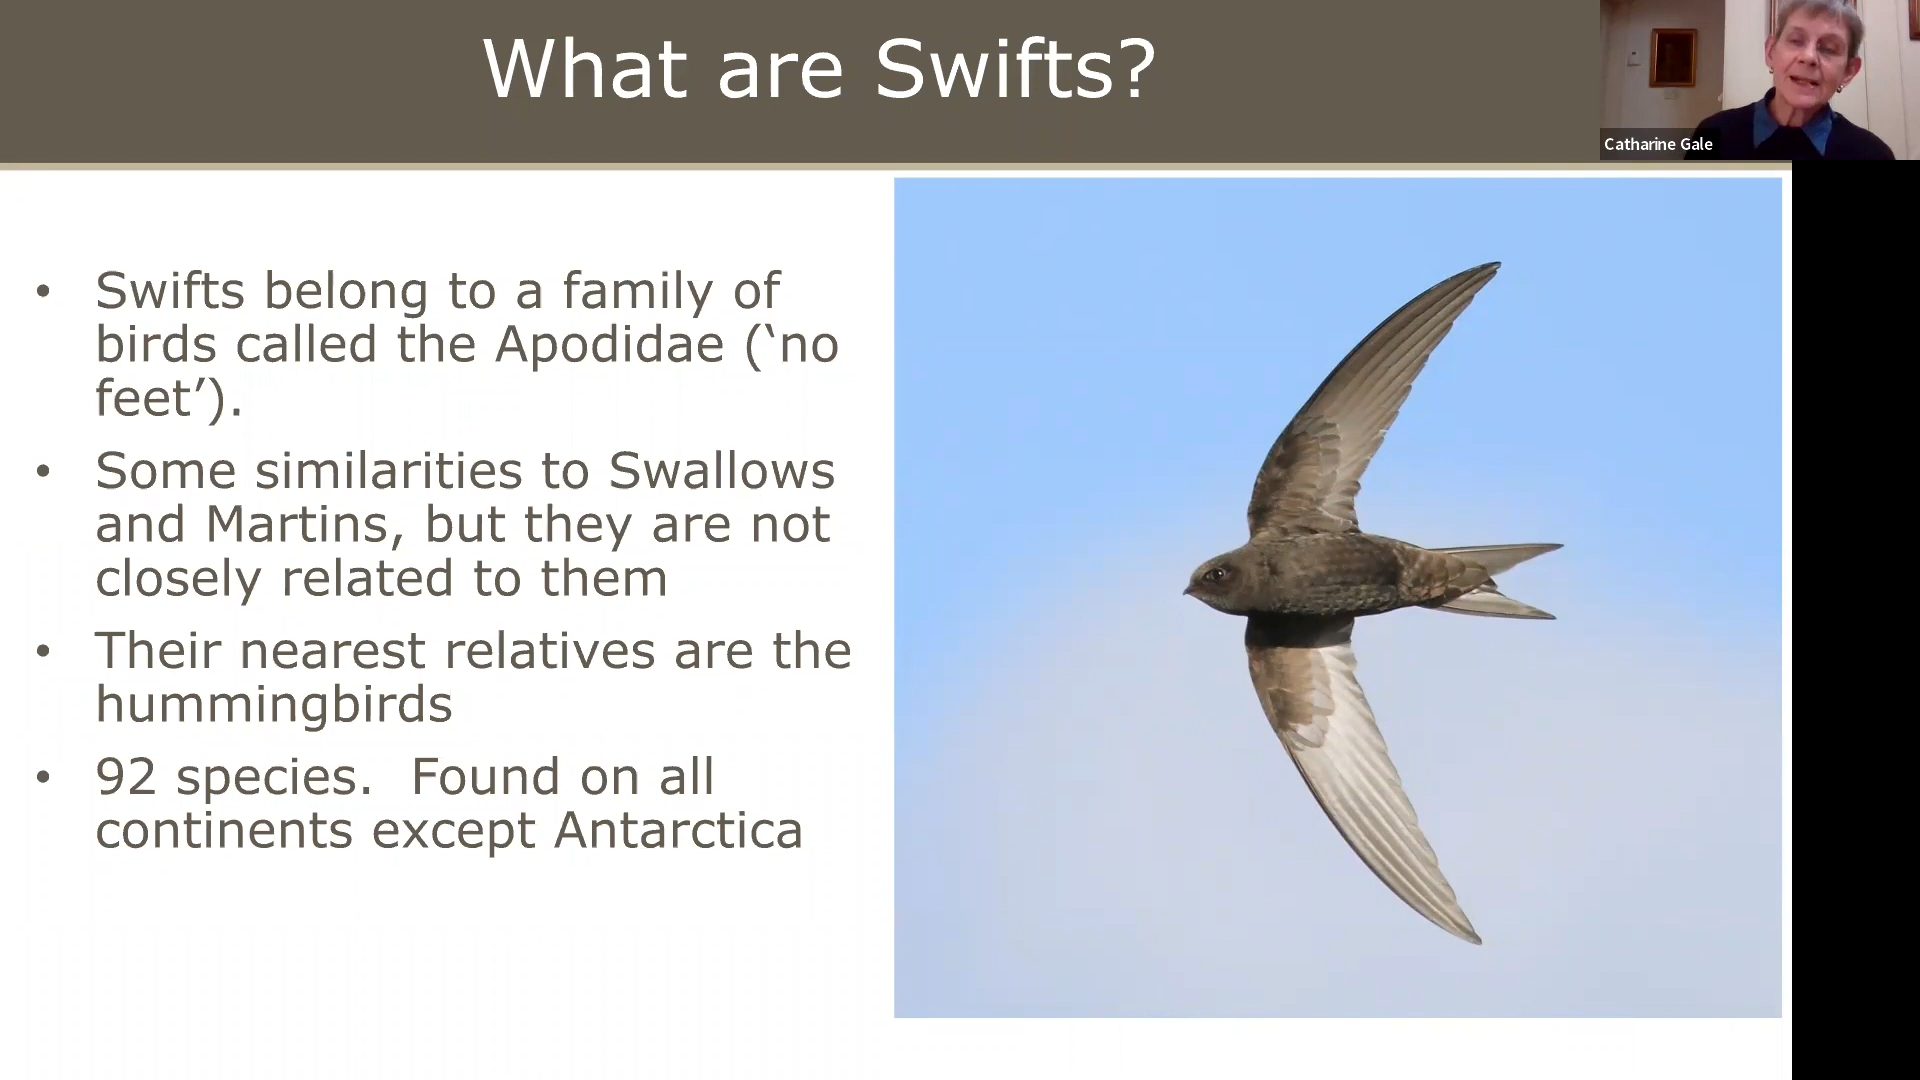 What are Swifts?
Catharine Gale
• Swifts belong to a family of
birds called the Apodidae (‘no
feet’).
• Some similarities to Swallows
and Martins, but they are not
closely related to them
• Their nearest relatives are the
hummingbirds
• 92 species.  Found on all
continents except Antarctica